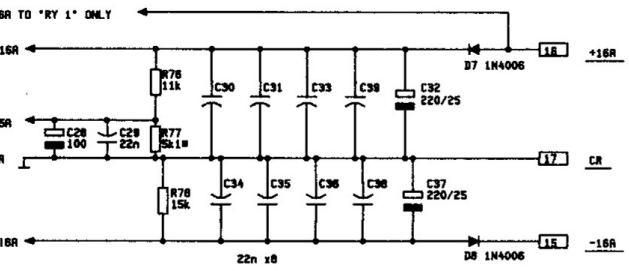 6A TO "RY 1" ONLY
16A
D7 1N4006
16
+16A
R76
11k
C30
C31
C33
C39
C32
220/25
5A
C28
100
C29
22n
R77
5k1*
A
17
CR
R78
15k
C34
C35
C36
C38
C37
220/25
16A
22n x8
D8 1N4006
15
-16A